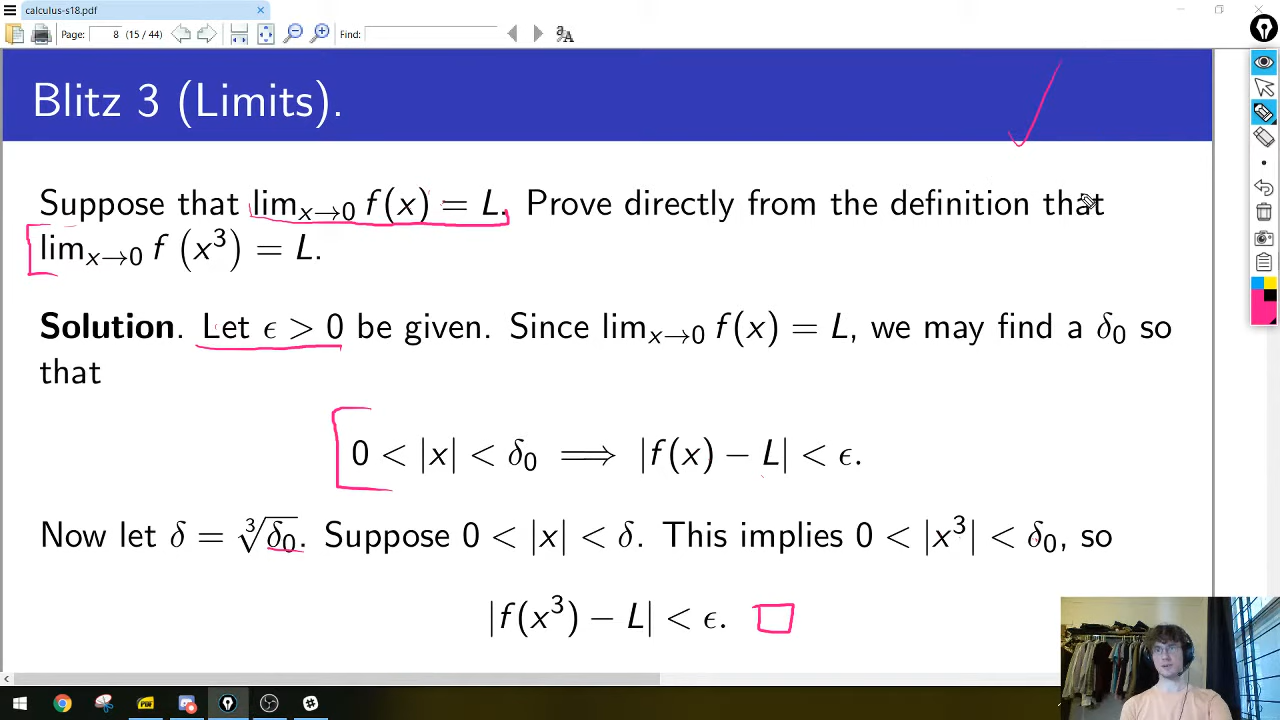 calculus-s18.pdf
Page: 8 (15 / 44) Find:
Blitz 3 (Limits).
Suppose that lim_{x→0} f(x) = L. Prove directly from the definition that
lim_{x→0} f (x³) = L.
Solution. Let ϵ > 0 be given. Since lim_{x→0} f(x) = L, we may find a δ₀ so
that
0 < |x| < δ₀ ⟹ |f(x) − L| < ϵ.
Now let δ = ∛δ₀. Suppose 0 < |x| < δ. This implies 0 < |x³| < δ₀, so
|f(x³) − L| < ϵ.